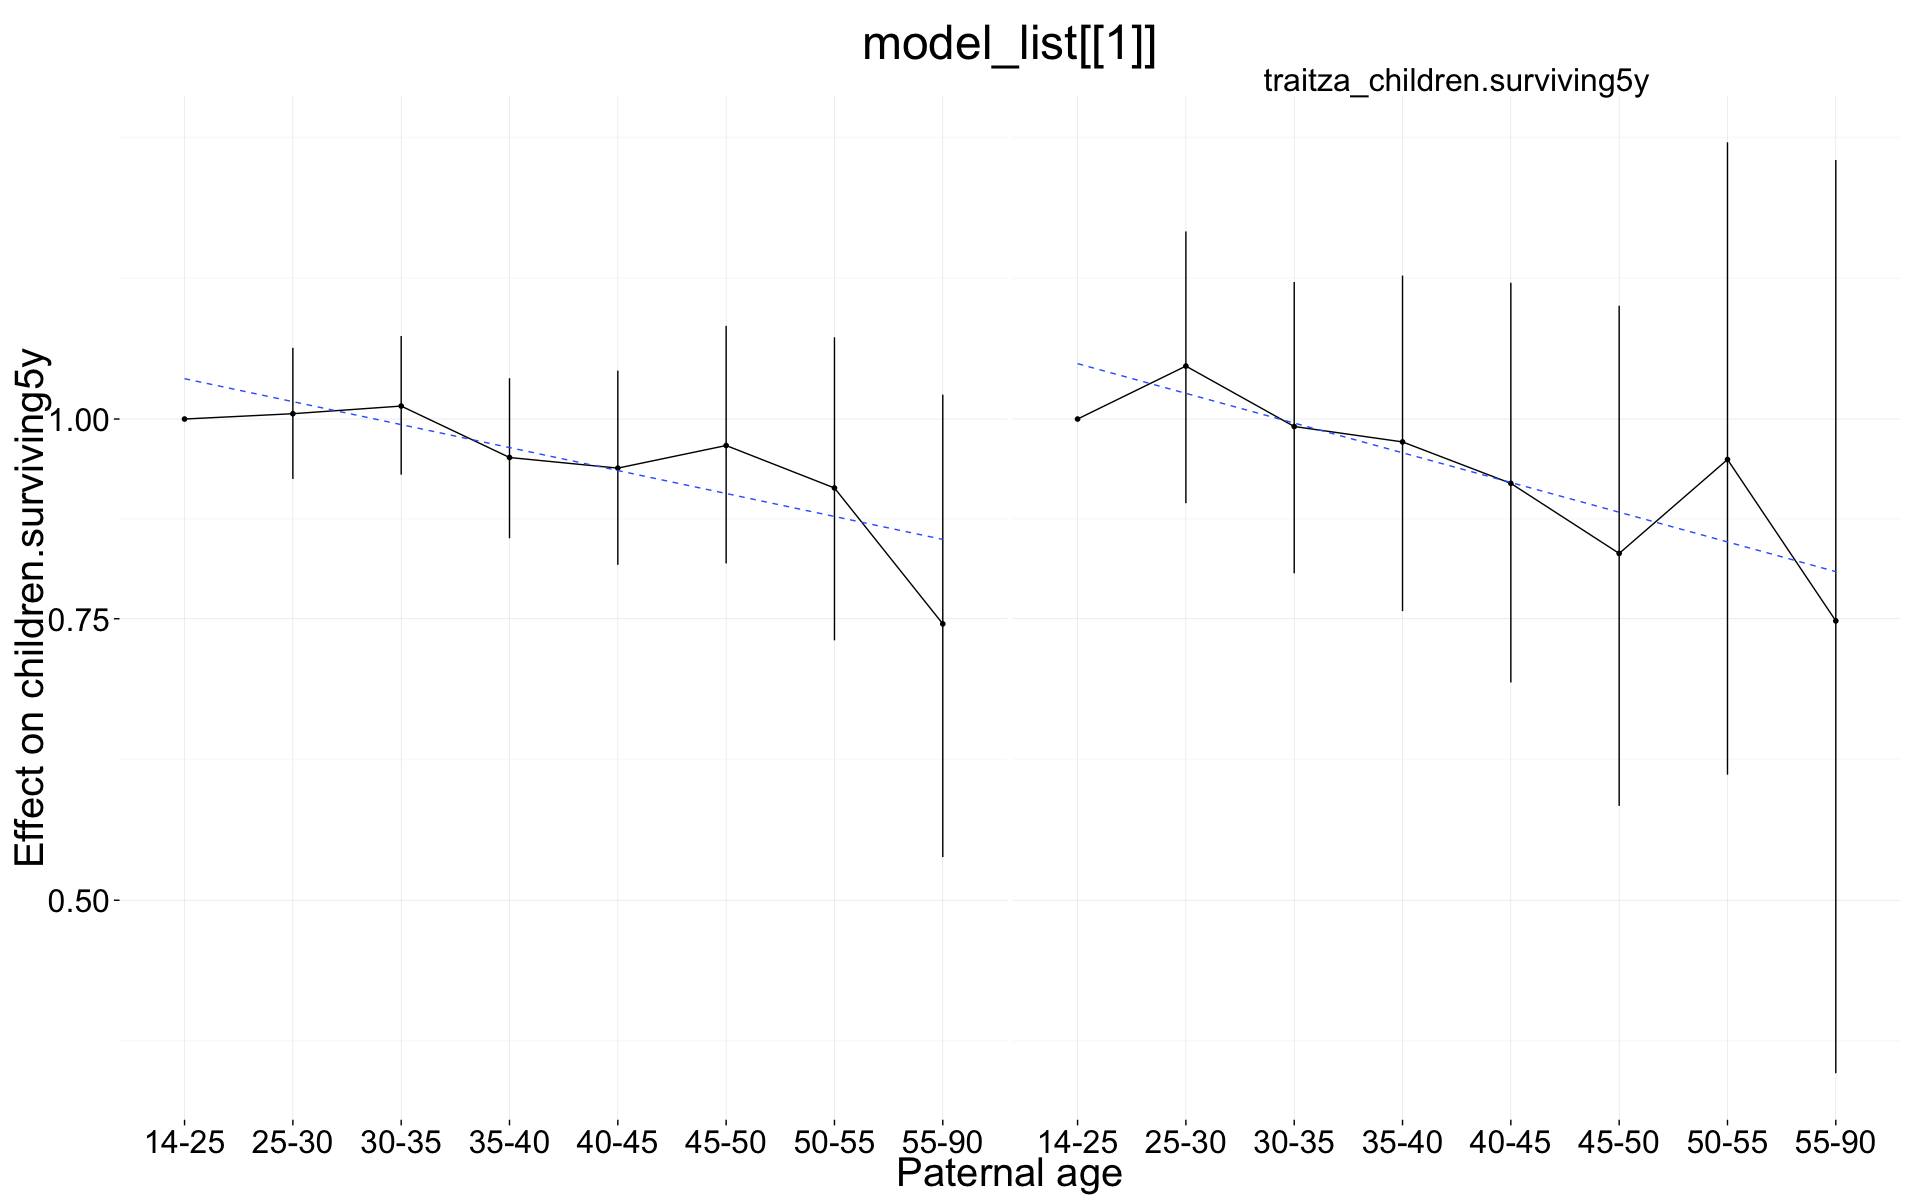 model_list[[1]]
traitza_children.surviving5y
Effect on children.surviving5y
1.00
0.75
0.50
14-25 25-30 30-35 35-40 40-45 45-50 50-55 55-90 14-25 25-30 30-35 35-40 40-45 45-50 50-55 55-90
Paternal age